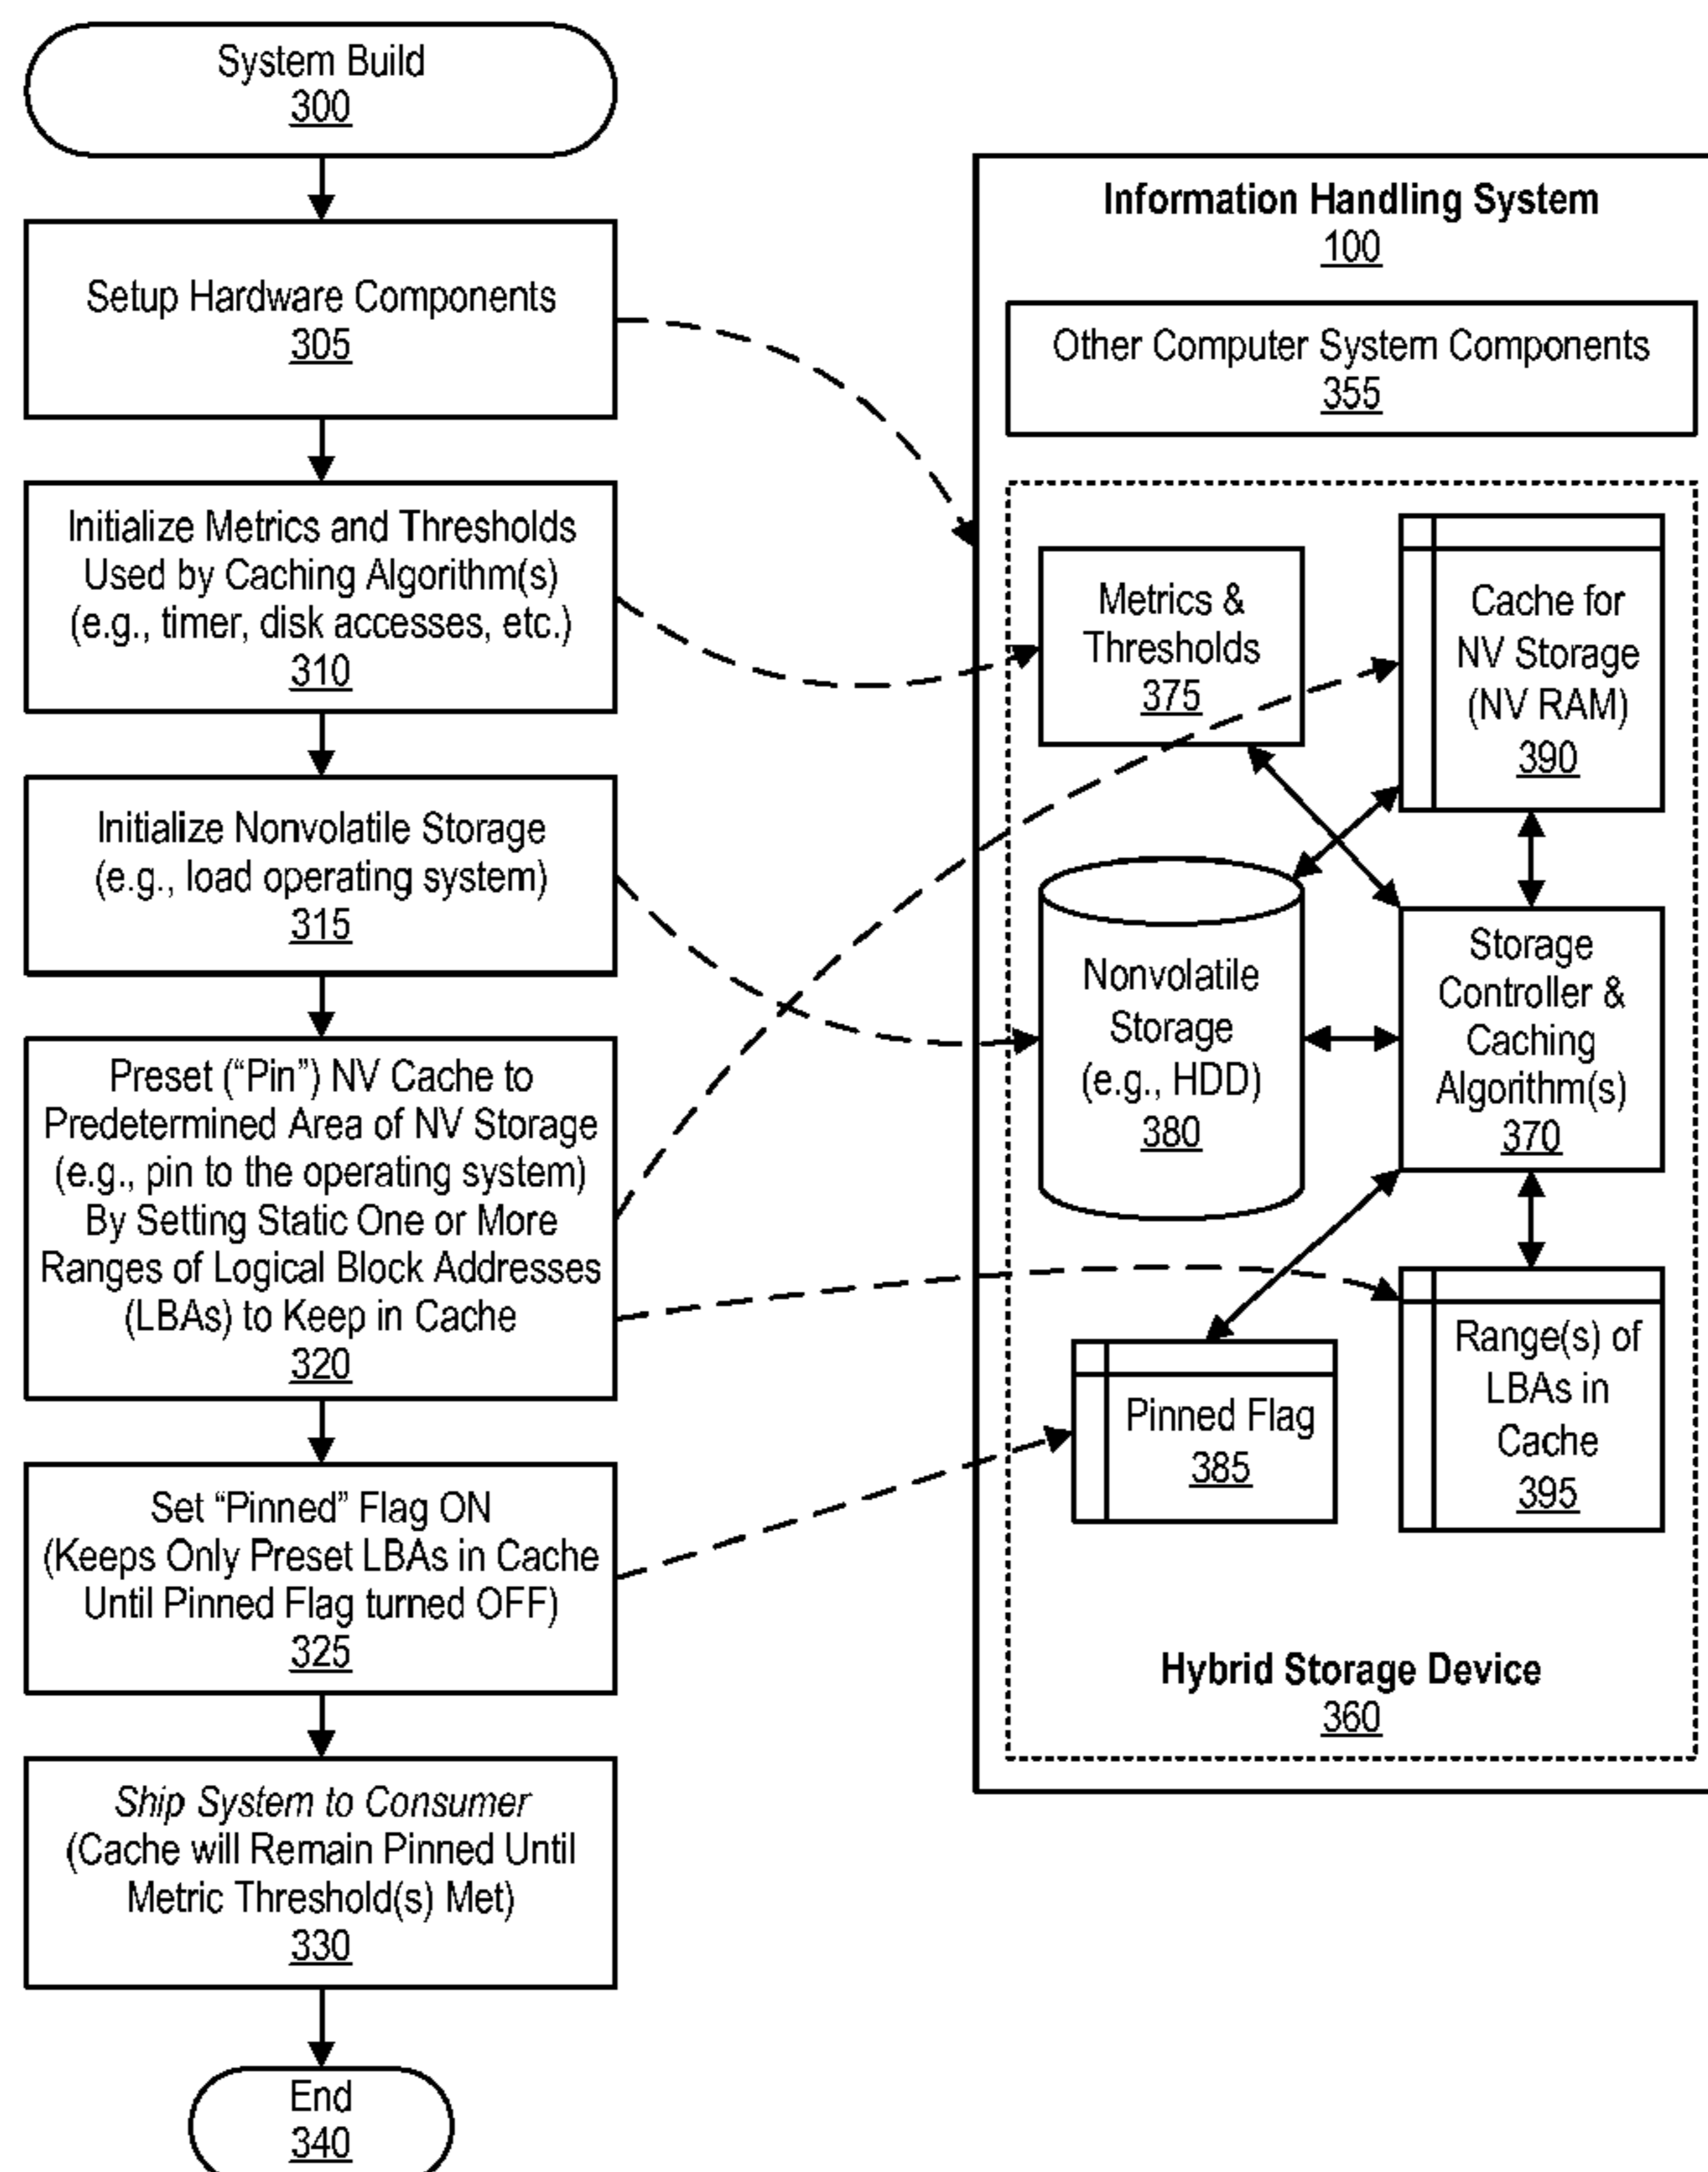 System Build
300
Setup Hardware Components
305
Initialize Metrics and Thresholds
Used by Caching Algorithm(s)
(e.g., timer, disk accesses, etc.)
310
Initialize Nonvolatile Storage
(e.g., load operating system)
315
Preset (“Pin”) NV Cache to
Predetermined Area of NV Storage
(e.g., pin to the operating system)
By Setting Static One or More
Ranges of Logical Block Addresses
(LBAs) to Keep in Cache
320
Set “Pinned” Flag ON
(Keeps Only Preset LBAs in Cache
Until Pinned Flag turned OFF)
325
Ship System to Consumer
(Cache will Remain Pinned Until
Metric Threshold(s) Met)
330
End
340
Information Handling System
100
Other Computer System Components
355
Metrics &
Thresholds
375
Cache for
NV Storage
(NV RAM)
390
Nonvolatile
Storage
(e.g., HDD)
380
Storage
Controller &
Caching
Algorithm(s)
370
Pinned Flag
385
Range(s) of
LBAs in
Cache
395
Hybrid Storage Device
360